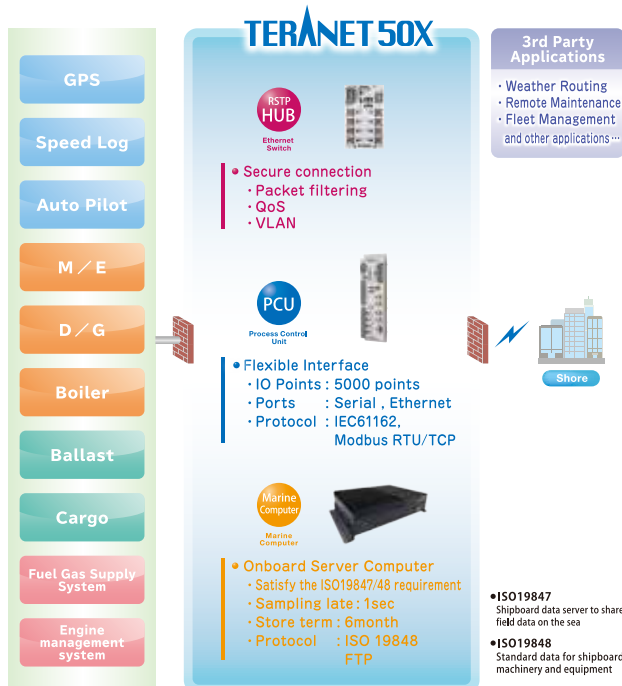 TERANET 50X
GPS
Speed Log
Auto Pilot
M／E
D／G
Boiler
Ballast
Cargo
Fuel Gas Supply
System
Engine
management
system
RSTP
HUB
Ethernet
Switch
• Secure connection
・Packet filtering
・QoS
・VLAN
PCU
Process Control
Unit
• Flexible Interface
・IO Points : 5000 points
・Ports : Serial , Ethernet
・Protocol : IEC61162,
Modbus RTU/TCP
Marine
Computer
Marine
Computer
• Onboard Server Computer
・Satisfy the ISO19847/48 requirement
・Sampling late : 1sec
・Store term : 6month
・Protocol : ISO 19848
FTP
3rd Party
Applications
・Weather Routing
・Remote Maintenance
・Fleet Management
and other applications…
Shore
•ISO19847
Shipboard data server to share
field data on the sea
•ISO19848
Standard data for shipboard
machinery and equipment